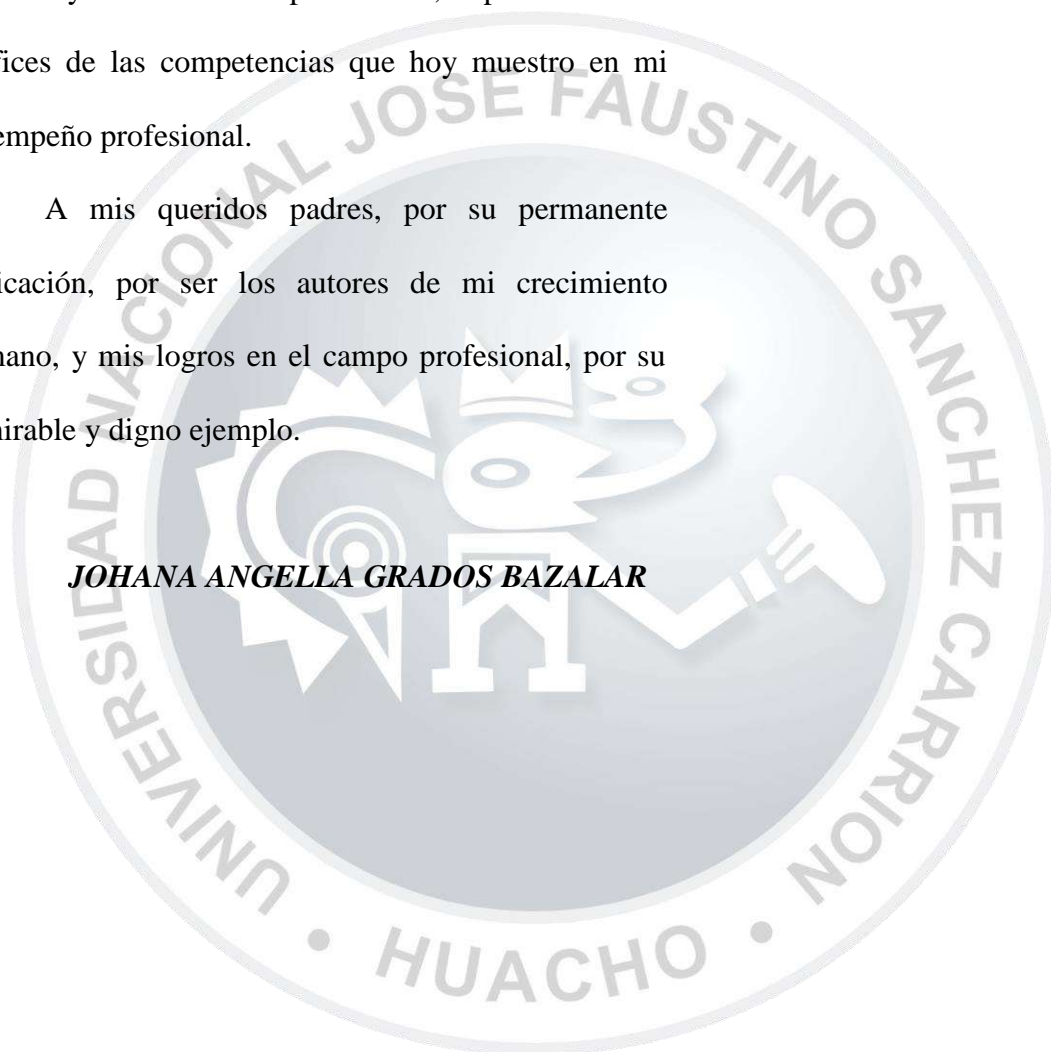 fices de las competencias que hoy muestro en mi
empeño profesional.
A mis queridos padres, por su permanente
icación, por ser los autores de mi crecimiento
nano, y mis logros en el campo profesional, por su
nirable y digno ejemplo.
JOHANA ANGELLA GRADOS BAZALAR
UNIVERSIDAD NACIONAL JOSE FAUSTINO SANCHEZ CARRION
• HUACHO •